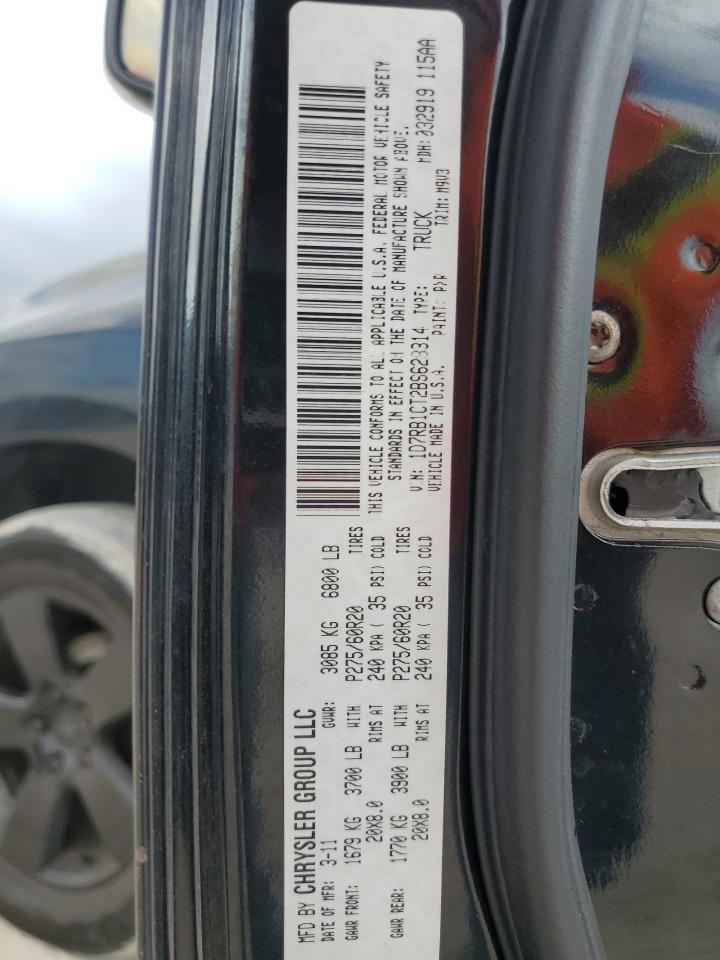 MFD BY CHRYSLER GROUP LLC
DATE OF MFR: 3-11 GVWR: 3085 KG 6800 LB
GAWR FRONT: 1679 KG 3700 LB WITH P275/60R20 TIRES
20X8.0 RIMS AT 240 KPA ( 35 PSI) COLD
GAWR REAR: 1770 KG 3900 LB WITH P275/60R20 TIRES
20X8.0 RIMS AT 240 KPA ( 35 PSI) COLD
THIS VEHICLE CONFORMS TO ALL APPLICABLE U.S.A. FEDERAL MOTOR VEHICLE SAFETY
STANDARDS IN EFFECT ON THE DATE OF MANUFACTURE SHOWN ABOVE.
V.N: TYPE: TRUCK MDH: 032919 115AA
VEHICLE MADE IN U.S.A. PAINT: TRIM: M9V3